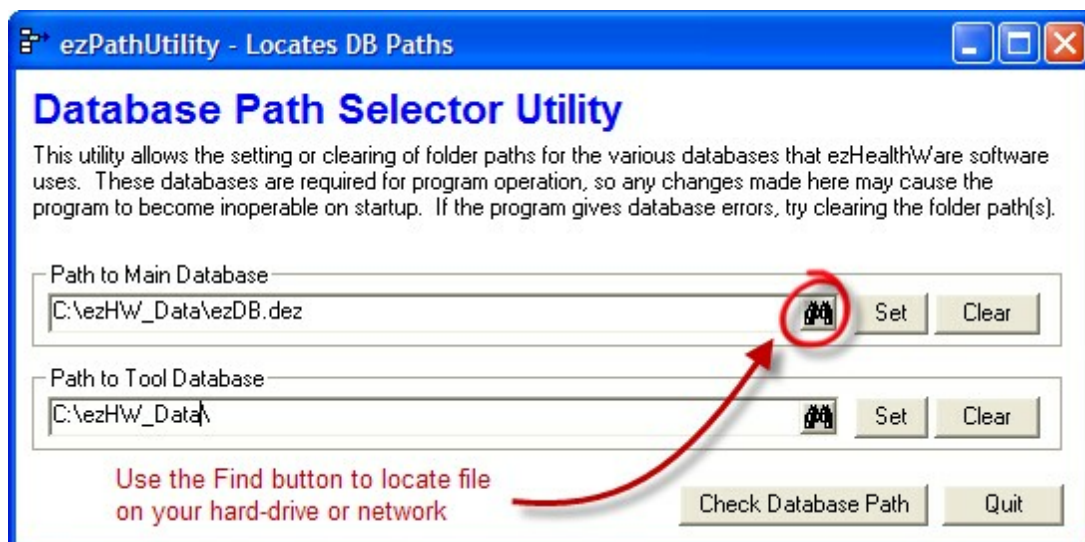 ezPathUtility - Locates DB Paths
Database Path Selector Utility
This utility allows the setting or clearing of folder paths for the various databases that ezHealthWare software
uses.  These databases are required for program operation, so any changes made here may cause the
program to become inoperable on startup.  If the program gives database errors, try clearing the folder path(s).
Path to Main Database
C:\ezHW_Data\ezDB.dez
Set
Clear
Path to Tool Database
C:\ezHW_Data\
Set
Clear
Use the Find button to locate file
on your hard-drive or network
Check Database Path
Quit